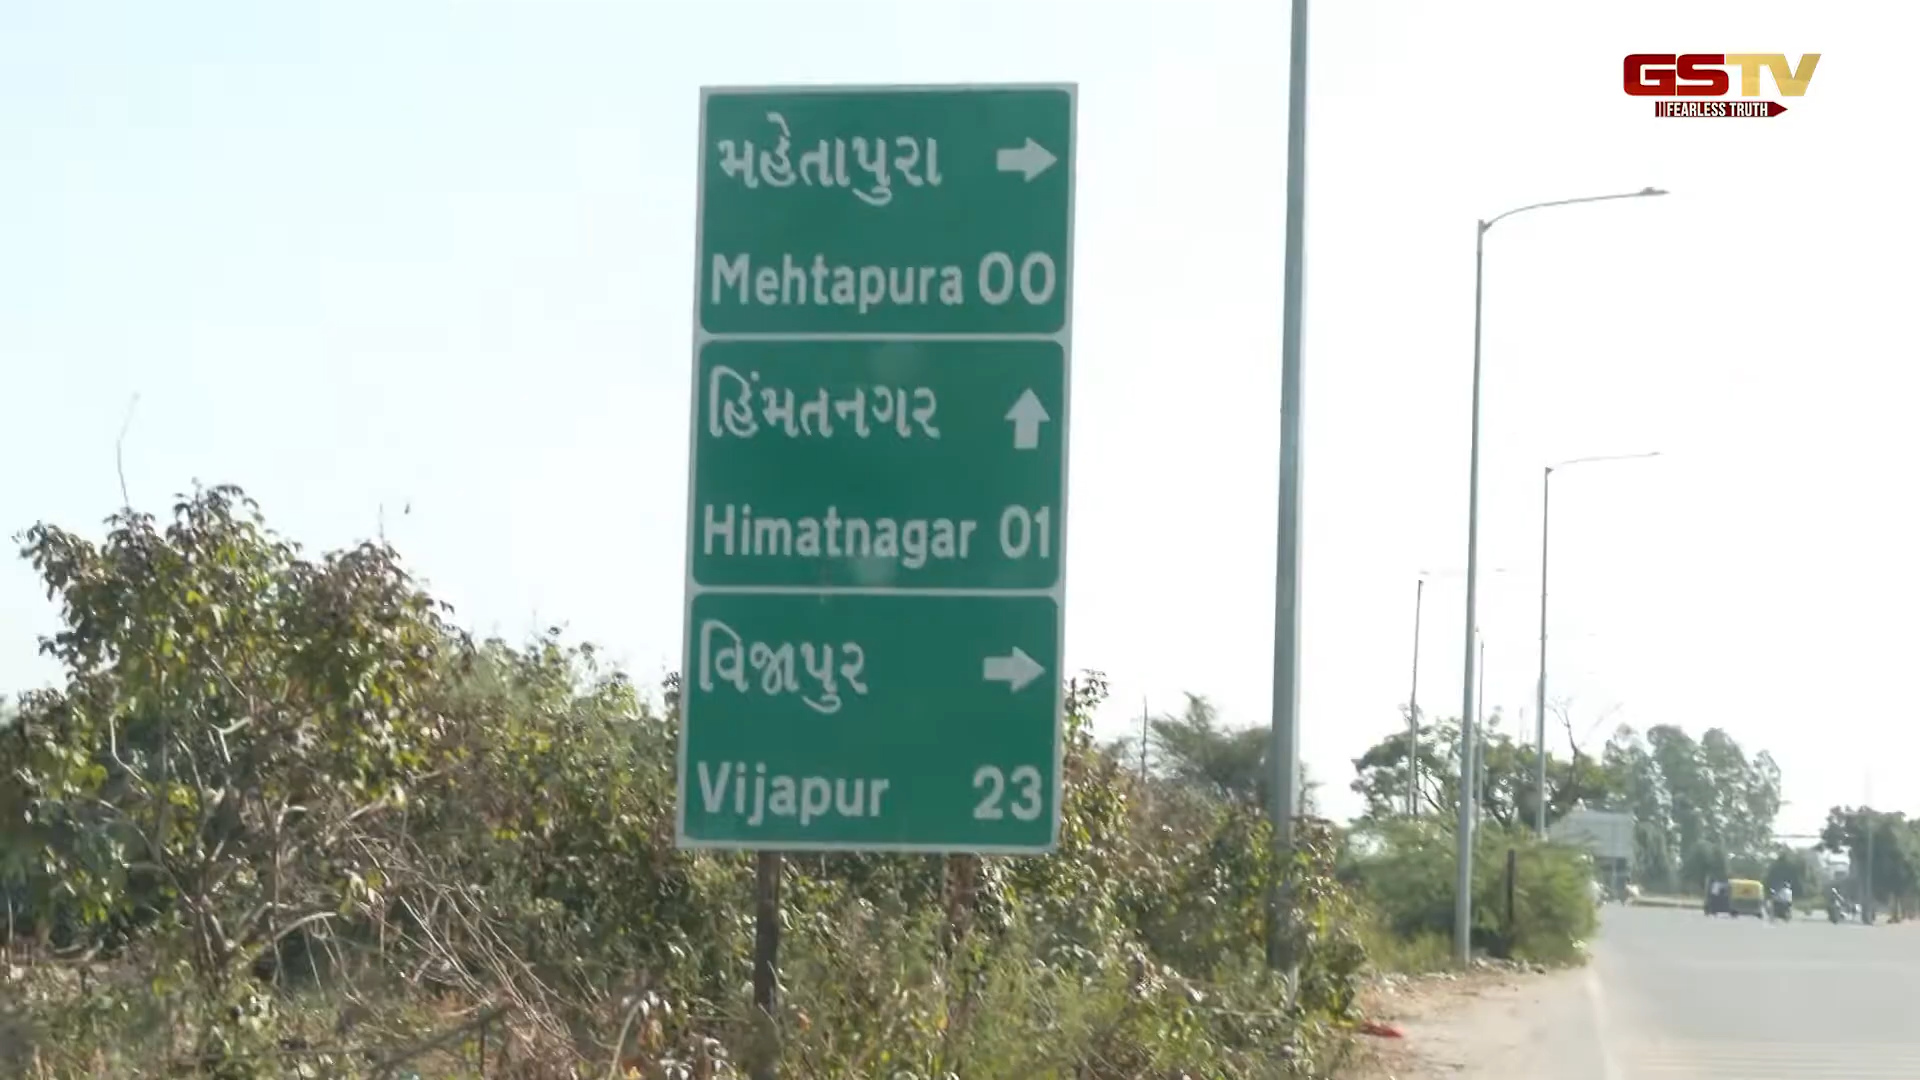 GSTV
FEARLESS TRUTH
મહેતાપુરા
Mehtapura 00
હિંમતનગર
Himatnagar 01
વિજાપુર
Vijapur 23